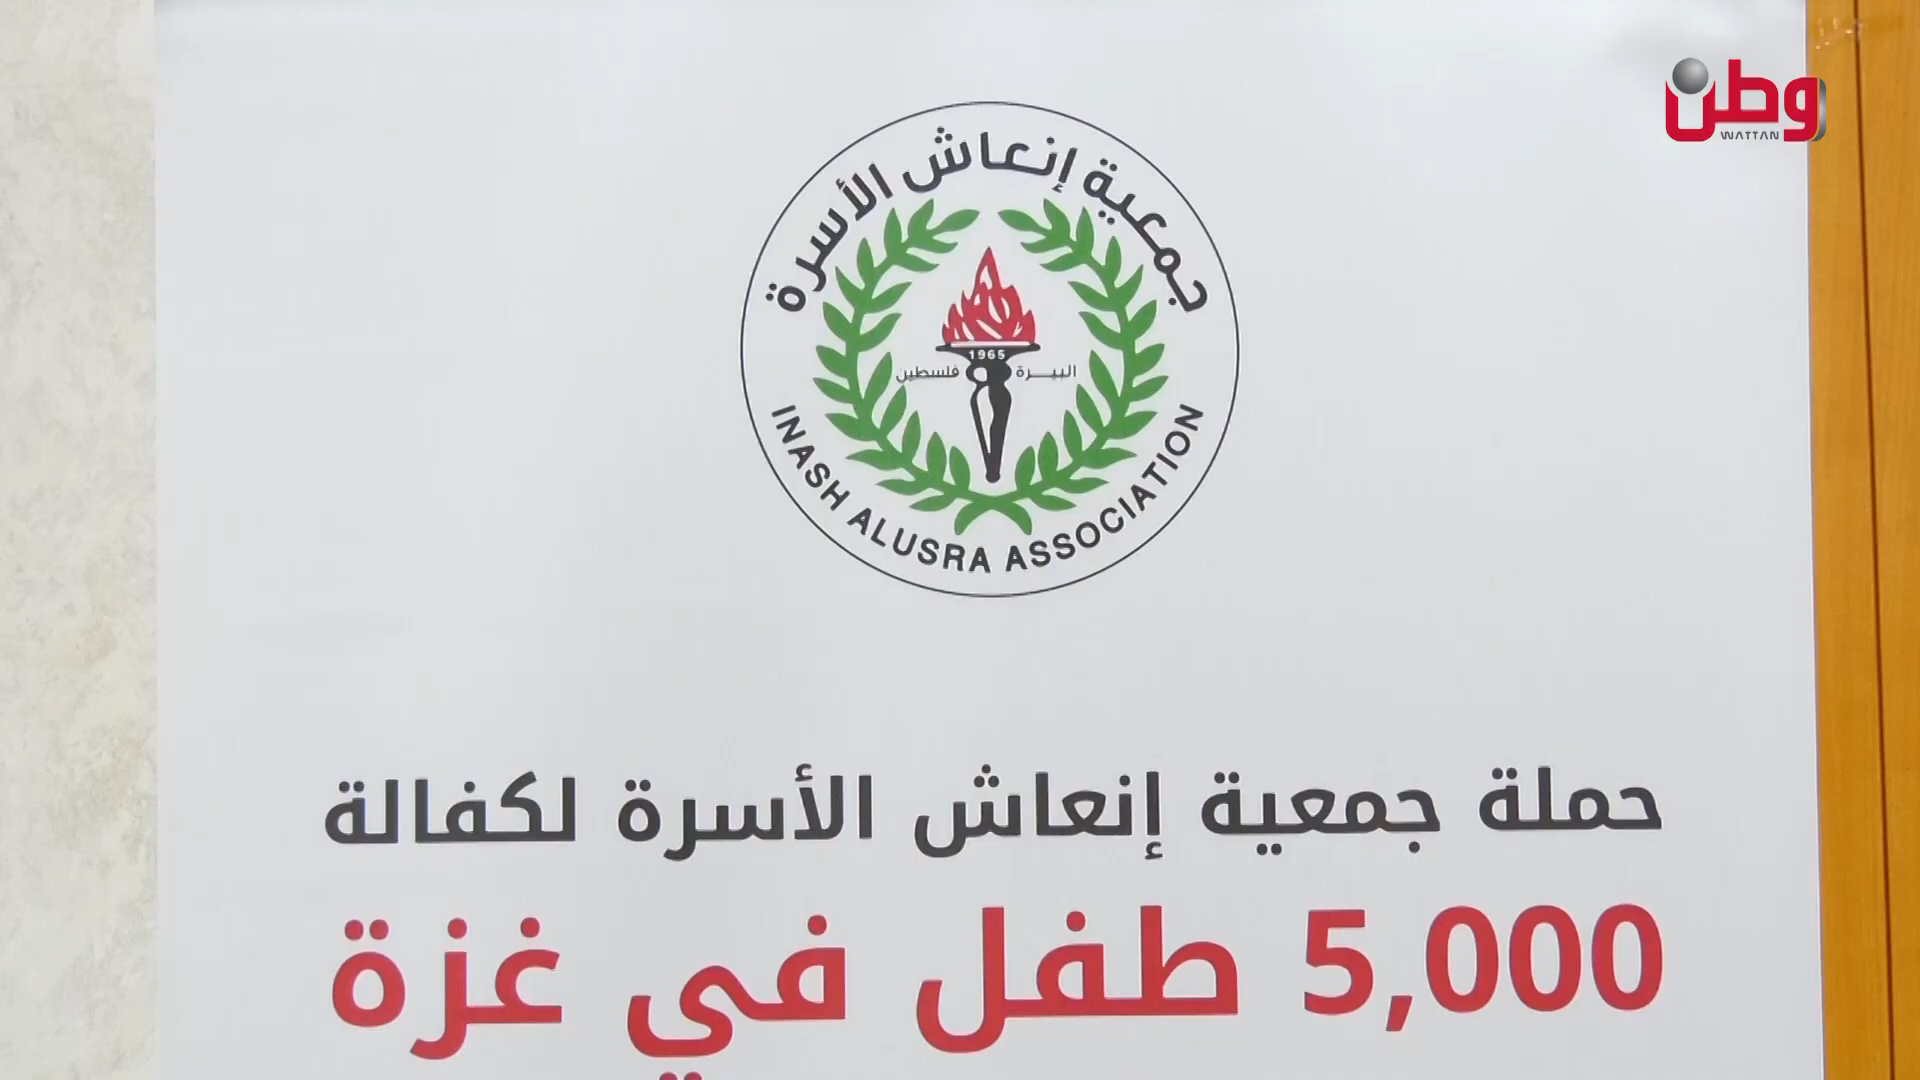 وطن
WATTAN
جمعية إنعاش الأسرة
1965
البيرة فلسطين
INASH ALUSRA ASSOCIATION
حملة جمعية إنعاش الأسرة لكفالة
5,000 طفل في غزة